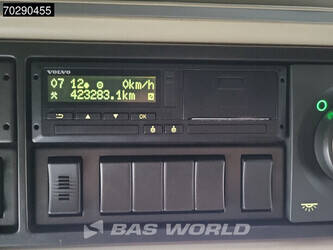 70290455
VOLVO
07 12 0km/h
423283.1km
OK
BAS WORLD